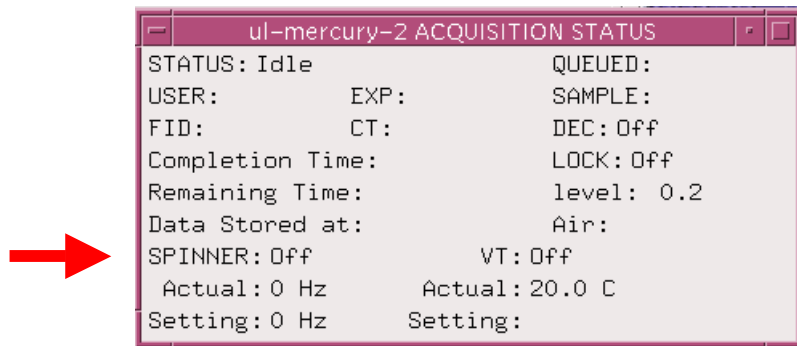 ul-mercury-2 ACQUISITION STATUS
STATUS: Idle QUEUED:
USER: EXP: SAMPLE:
FID: CT: DEC: Off
Completion Time: LOCK: Off
Remaining Time: level: 0.2
Data Stored at: Air:
SPINNER: Off VT: Off
Actual: 0 Hz Actual: 20.0 C
Setting: 0 Hz Setting: